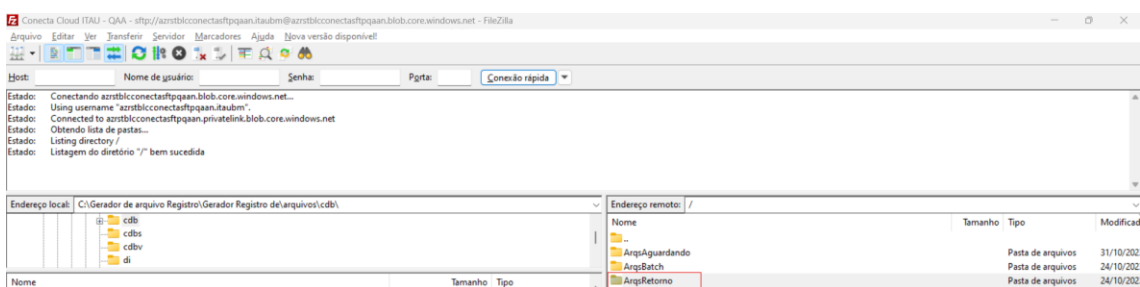 Conecta Cloud ITAU - QAA - sftp://azrstblcconectasftpqaan.itaubm@azrstblcconectasftpqaan.blob.core.windows.net - FileZilla
Arquivo Editar Ver Transferir Servidor Marcadores Ajuda Nova versão disponível!
Host: Nome de usuário: Senha: Porta: Conexão rápida
Estado: Conectando azrstblcconectasftpqaan.blob.core.windows.net...
Estado: Using username "azrstblcconectasftpqaan.itaubm".
Estado: Connected to azrstblcconectasftpqaan.privatelink.blob.core.windows.net
Estado: Obtendo lista de pastas...
Estado: Listing directory /
Estado: Listagem do diretório "/" bem sucedida
Endereço local: C:\Gerador de arquivo Registro\Gerador Registro de\arquivos\cdb\
cdb
cdbs
cdbv
di
Nome Tamanho Tipo
Endereço remoto: /
Nome Tamanho Tipo Modificad
..
ArqsAguardando Pasta de arquivos 31/10/202
ArqsBatch Pasta de arquivos 24/10/202
ArqsRetorno Pasta de arquivos 24/10/202